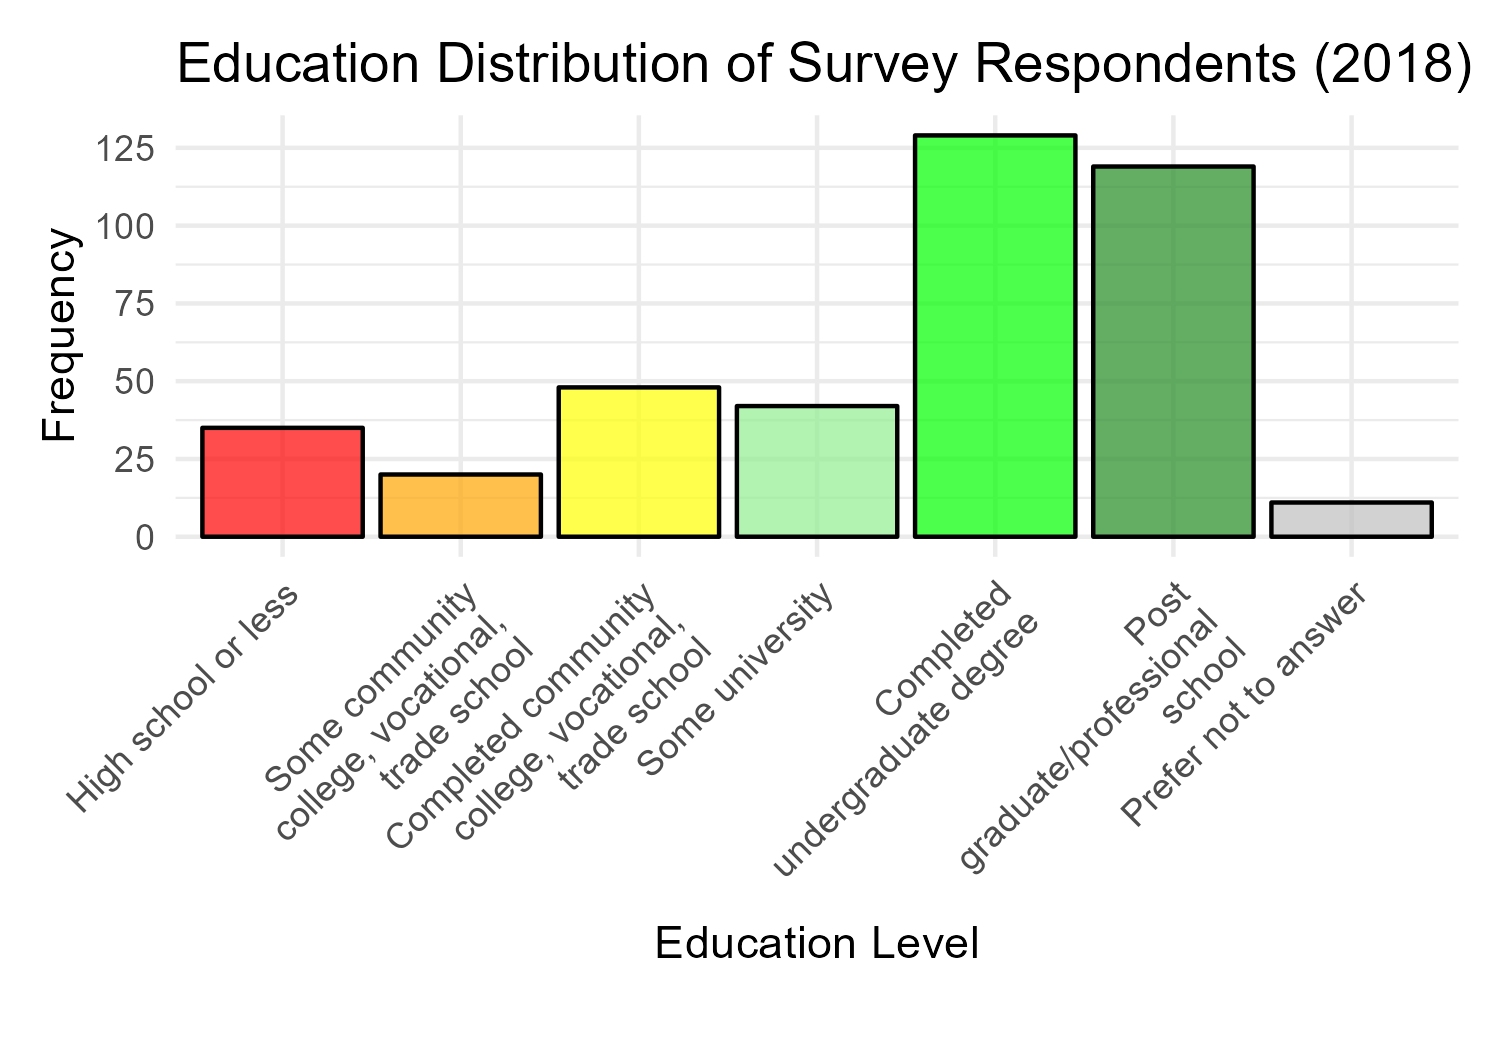 Education Distribution of Survey Respondents (2018)
Frequency
125
100
75
50
25
0
High school or less
Some community
college, vocational,
trade school
Completed community
college, vocational,
trade school
Some university
Completed
undergraduate degree
Post
graduate/professional
school
Prefer not to answer
Education Level